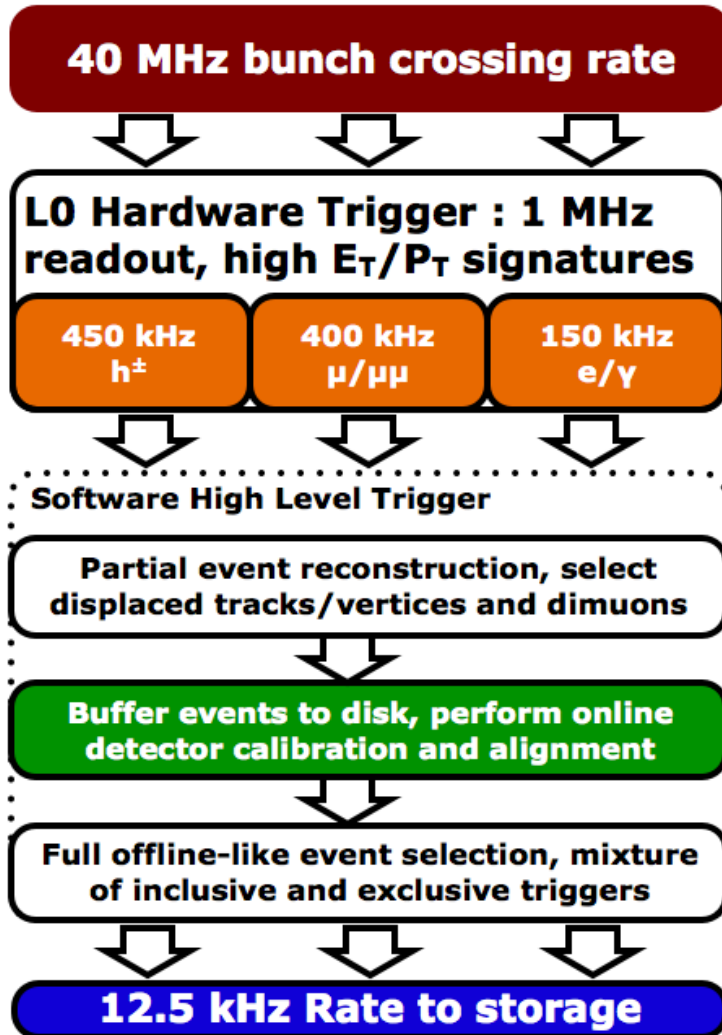 40 MHz bunch crossing rate
L0 Hardware Trigger : 1 MHz
readout, high E_T/P_T signatures
450 kHz
h±
400 kHz
μ/μμ
150 kHz
e/γ
Software High Level Trigger
Partial event reconstruction, select
displaced tracks/vertices and dimuons
Buffer events to disk, perform online
detector calibration and alignment
Full offline-like event selection, mixture
of inclusive and exclusive triggers
12.5 kHz Rate to storage